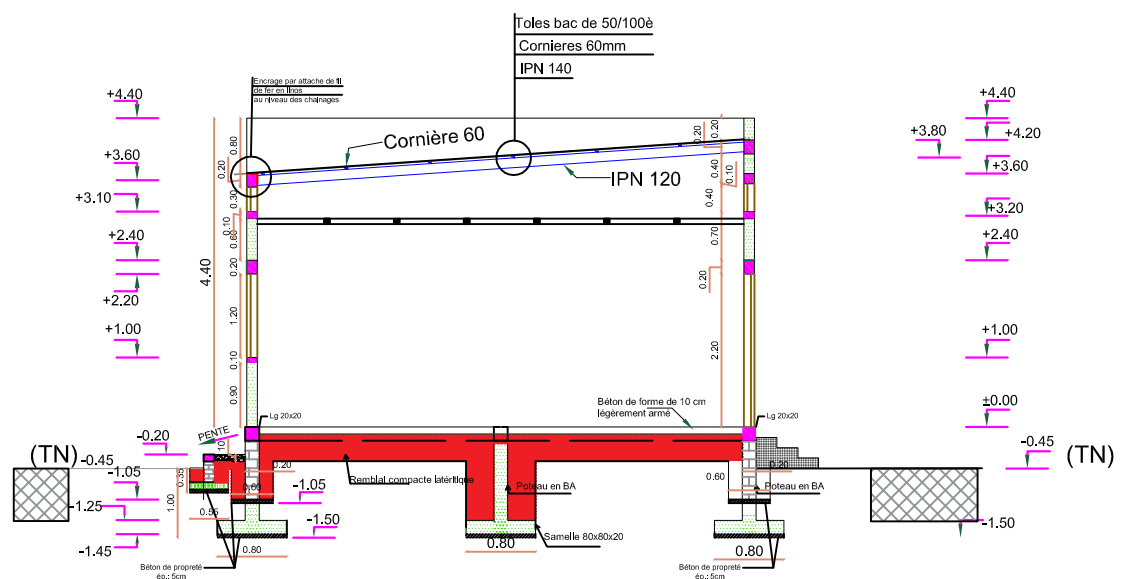 Toles bac de 50/100è
Cornieres 60mm
IPN 140
Encrage par attache de fil
de fer en linos
au niveau des chainages
+4.40
+3.60
+3.10
+2.40
+2.20
+1.00
-0.20
(TN)
-0.45
-1.05
-1.25
-1.45
4.40
0.80
0.20
0.30
0.10
0.60
0.20
1.20
0.10
0.90
Cornière 60
IPN 120
0.20
0.20
0.40
0.10
0.40
0.70
0.20
2.20
+4.40
+4.20
+3.80
+3.60
+3.20
+2.40
+1.00
±0.00
-0.45
(TN)
-1.50
Béton de forme de 10 cm
légèrement armé
Lg 20x20
Lg 20x20
PENTE
10
0.35
1.00
0.55
0.20
0.60
-1.05
-1.50
0.80
Remblai compacte latéritique
Poteau en BA
Samelle 80x80x20
0.80
0.20
0.60
Poteau en BA
0.80
Béton de propreté
ép.: 5cm
Béton de propreté
ép.: 5cm